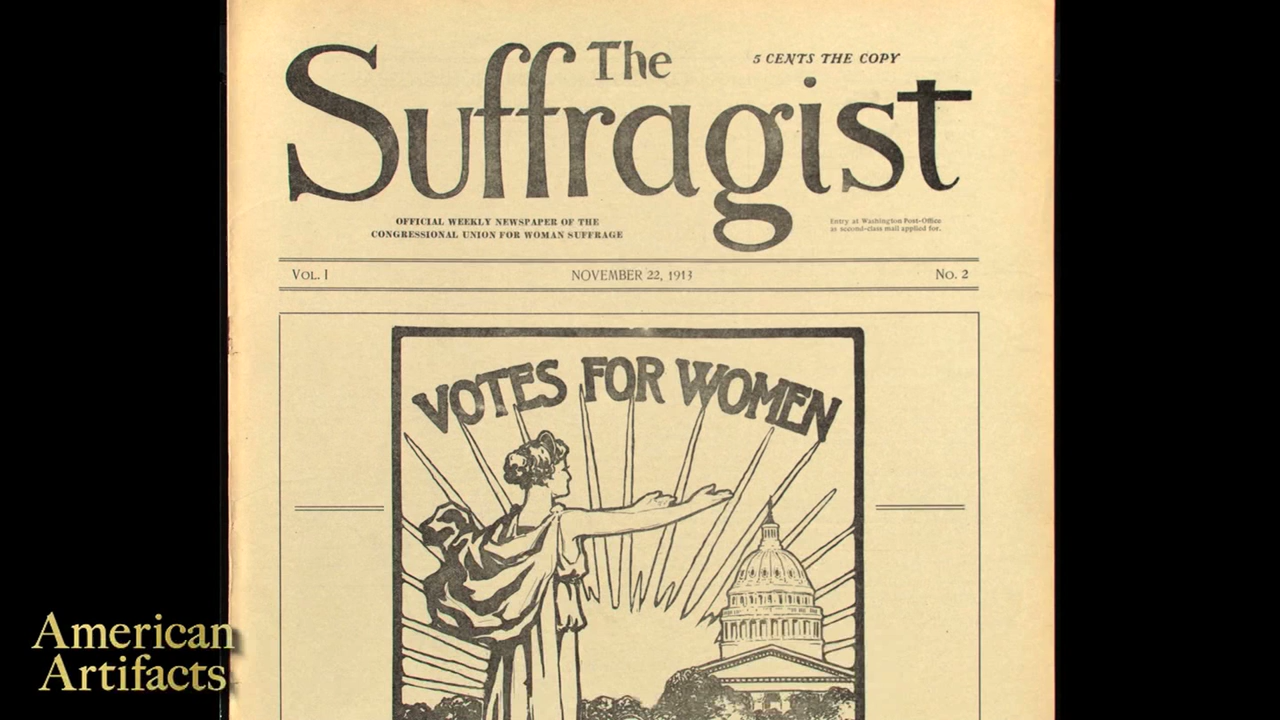 The
5 CENTS THE COPY
Suffragist
OFFICIAL WEEKLY NEWSPAPER OF THE
CONGRESSIONAL UNION FOR WOMAN SUFFRAGE
Entry at Washington Post-Office
as second-class mail applied for.
VOL. I
NOVEMBER 22, 1913
No. 2
VOTES FOR WOMEN
American
Artifacts